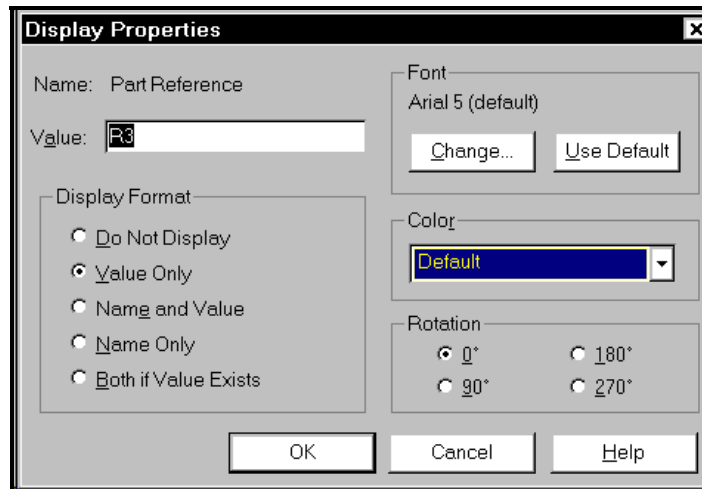 Display Properties
Name: Part Reference
Value: R3
Display Format
Do Not Display
Value Only
Name and Value
Name Only
Both if Value Exists
Font
Arial 5 (default)
Change... Use Default
Color
Default
Rotation
0° 180°
90° 270°
OK Cancel Help